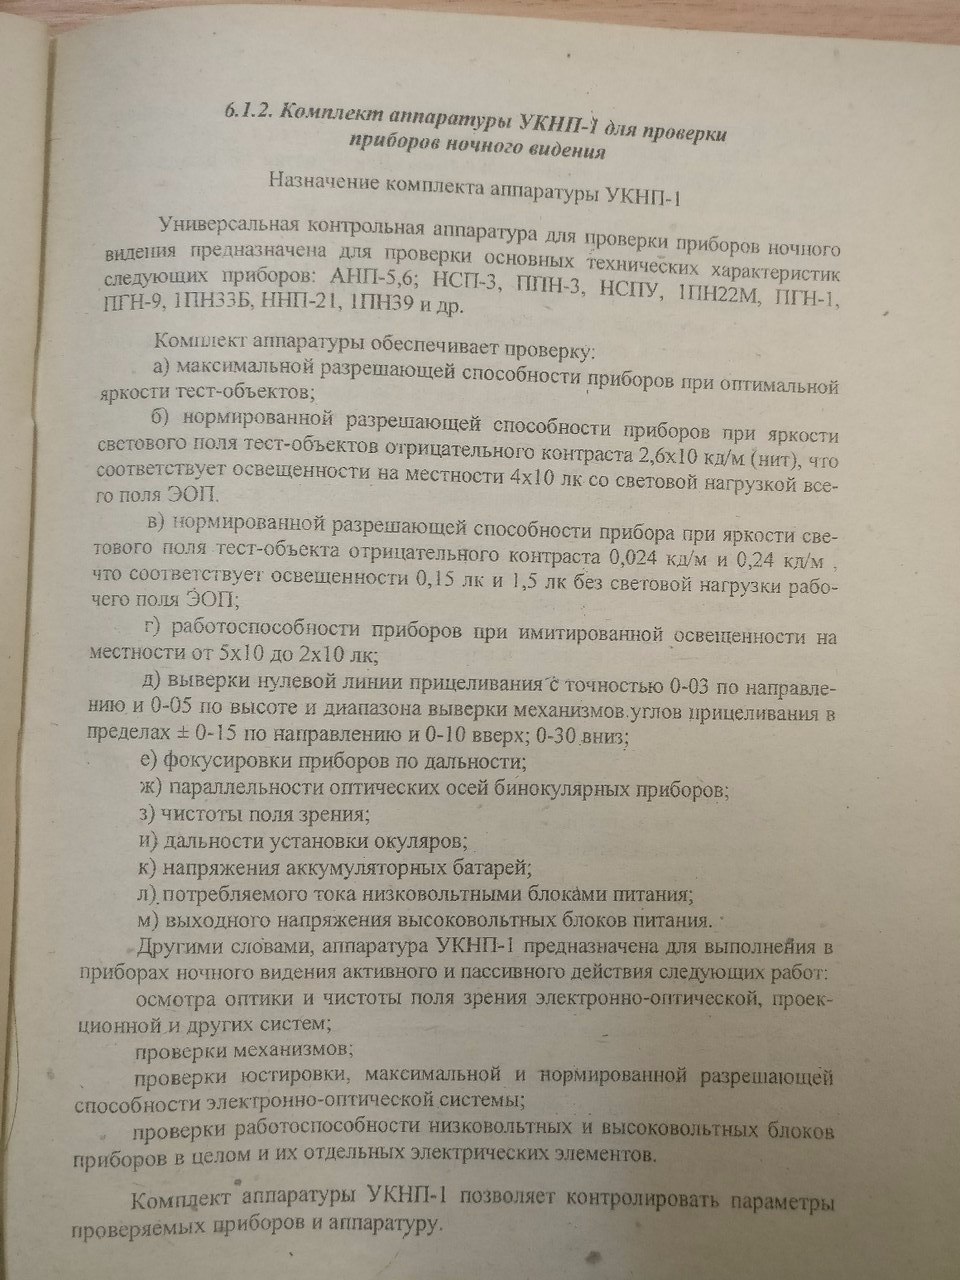 6.1.2. Комплект аппаратуры УКНП-1 для проверки
приборов ночного видения
Назначение комплекта аппаратуры УКНП-1
Универсальная контрольная аппаратура для проверки приборов ночного
видения предназначена для проверки основных технических характеристик
следующих приборов: АНП-5,6; НСП-3, ППН-3, НСПУ, 1ПН22М, ПГН-1,
ПГН-9, 1ПН33Б, ННП-21, 1ПН39 и др.
Комплект аппаратуры обеспечивает проверку:
а) максимальной разрешающей способности приборов при оптимальной
яркости тест-объектов;
б) нормированной разрешающей способности приборов при яркости
светового поля тест-объектов отрицательного контраста 2,6х10 кд/м (нит), что
соответствует освещенности на местности 4х10 лк со световой нагрузкой все-
го поля ЭОП.
в) нормированной разрешающей способности прибора при яркости све-
тового поля тест-объекта отрицательного контраста 0,024 кд/м и 0,24 кд/м ,
что соответствует освещенности 0,15 лк и 1,5 лк без световой нагрузки рабо-
чего поля ЭОП;
г) работоспособности приборов при имитированной освещенности на
местности от 5х10 до 2х10 лк;
д) выверки нулевой линии прицеливания с точностью 0-03 по направле-
нию и 0-05 по высоте и диапазона выверки механизмов углов прицеливания в
пределах ± 0-15 по направлению и 0-10 вверх; 0-30 вниз;
е) фокусировки приборов по дальности;
ж) параллельности оптических осей бинокулярных приборов;
з) чистоты поля зрения;
и) дальности установки окуляров;
к) напряжения аккумуляторных батарей;
л) потребляемого тока низковольтными блоками питания;
м) выходного напряжения высоковольтных блоков питания.
Другими словами, аппаратура УКНП-1 предназначена для выполнения в
приборах ночного видения активного и пассивного действия следующих работ:
осмотра оптики и чистоты поля зрения электронно-оптической, проек-
ционной и других систем;
проверки механизмов;
проверки юстировки, максимальной и нормированной разрешающей
способности электронно-оптической системы;
проверки работоспособности низковольтных и высоковольтных блоков
приборов в целом и их отдельных электрических элементов.
Комплект аппаратуры УКНП-1 позволяет контролировать параметры
проверяемых приборов и аппаратуру.